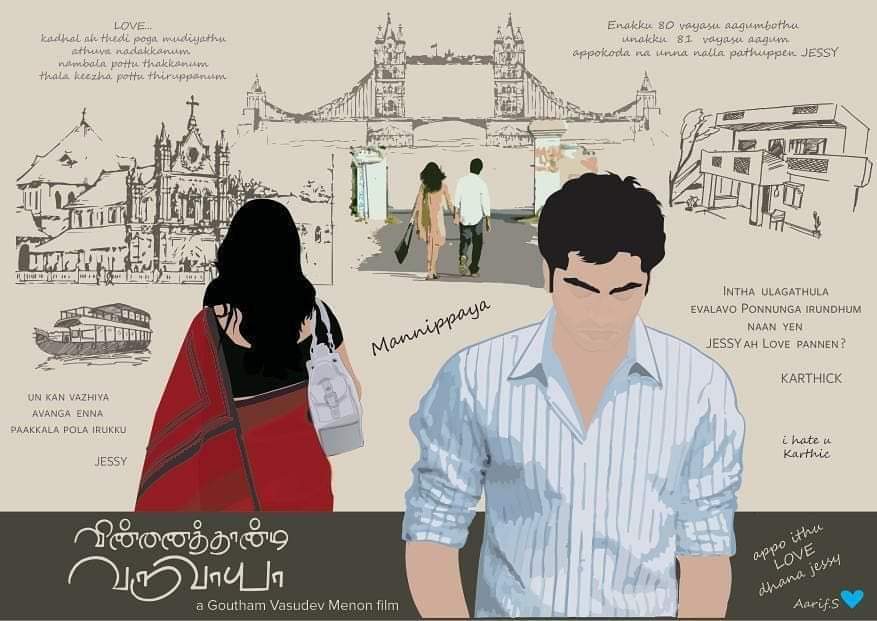 LOVE...
kadhal ah thedi poga mudiyathu
athuva nadakkanum
nambala pottu thakkanum
thala keezha pottu thiruppanum
Enakku 80 vayasu aagumbothu
unakku 81 vayasu aagum
appokoda na unna nalla pathuppen JESSY
Mannippaya
INTHA ULAGATHULA
EVALAVO PONNUNGA IRUNDHUM
NAAN YEN
JESSY AH LOVE PANNEN?
KARTHICK
UN KAN VAZHIYA
AVANGA ENNA
PAAKKALA POLA IRUKKU
JESSY
i hate u
Karthic
விண்ணைத்தாண்டி
வருவாயா
a Goutham Vasudev Menon film
appo ithu
LOVE
dhana jessy
Aarif.S